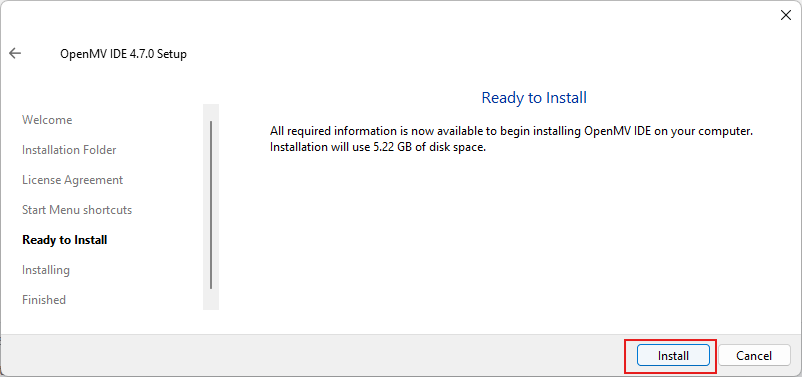 OpenMV IDE 4.7.0 Setup
Welcome
Installation Folder
License Agreement
Start Menu shortcuts
Ready to Install
Installing
Finished
Ready to Install
All required information is now available to begin installing OpenMV IDE on your computer.
Installation will use 5.22 GB of disk space.
Install
Cancel